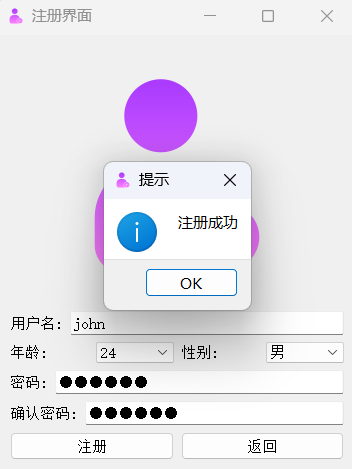 注册界面
提示
注册成功
OK
用户名: john
年龄: 24 性别: 男
密码: ●●●●●●
确认密码: ●●●●●●
注册 返回